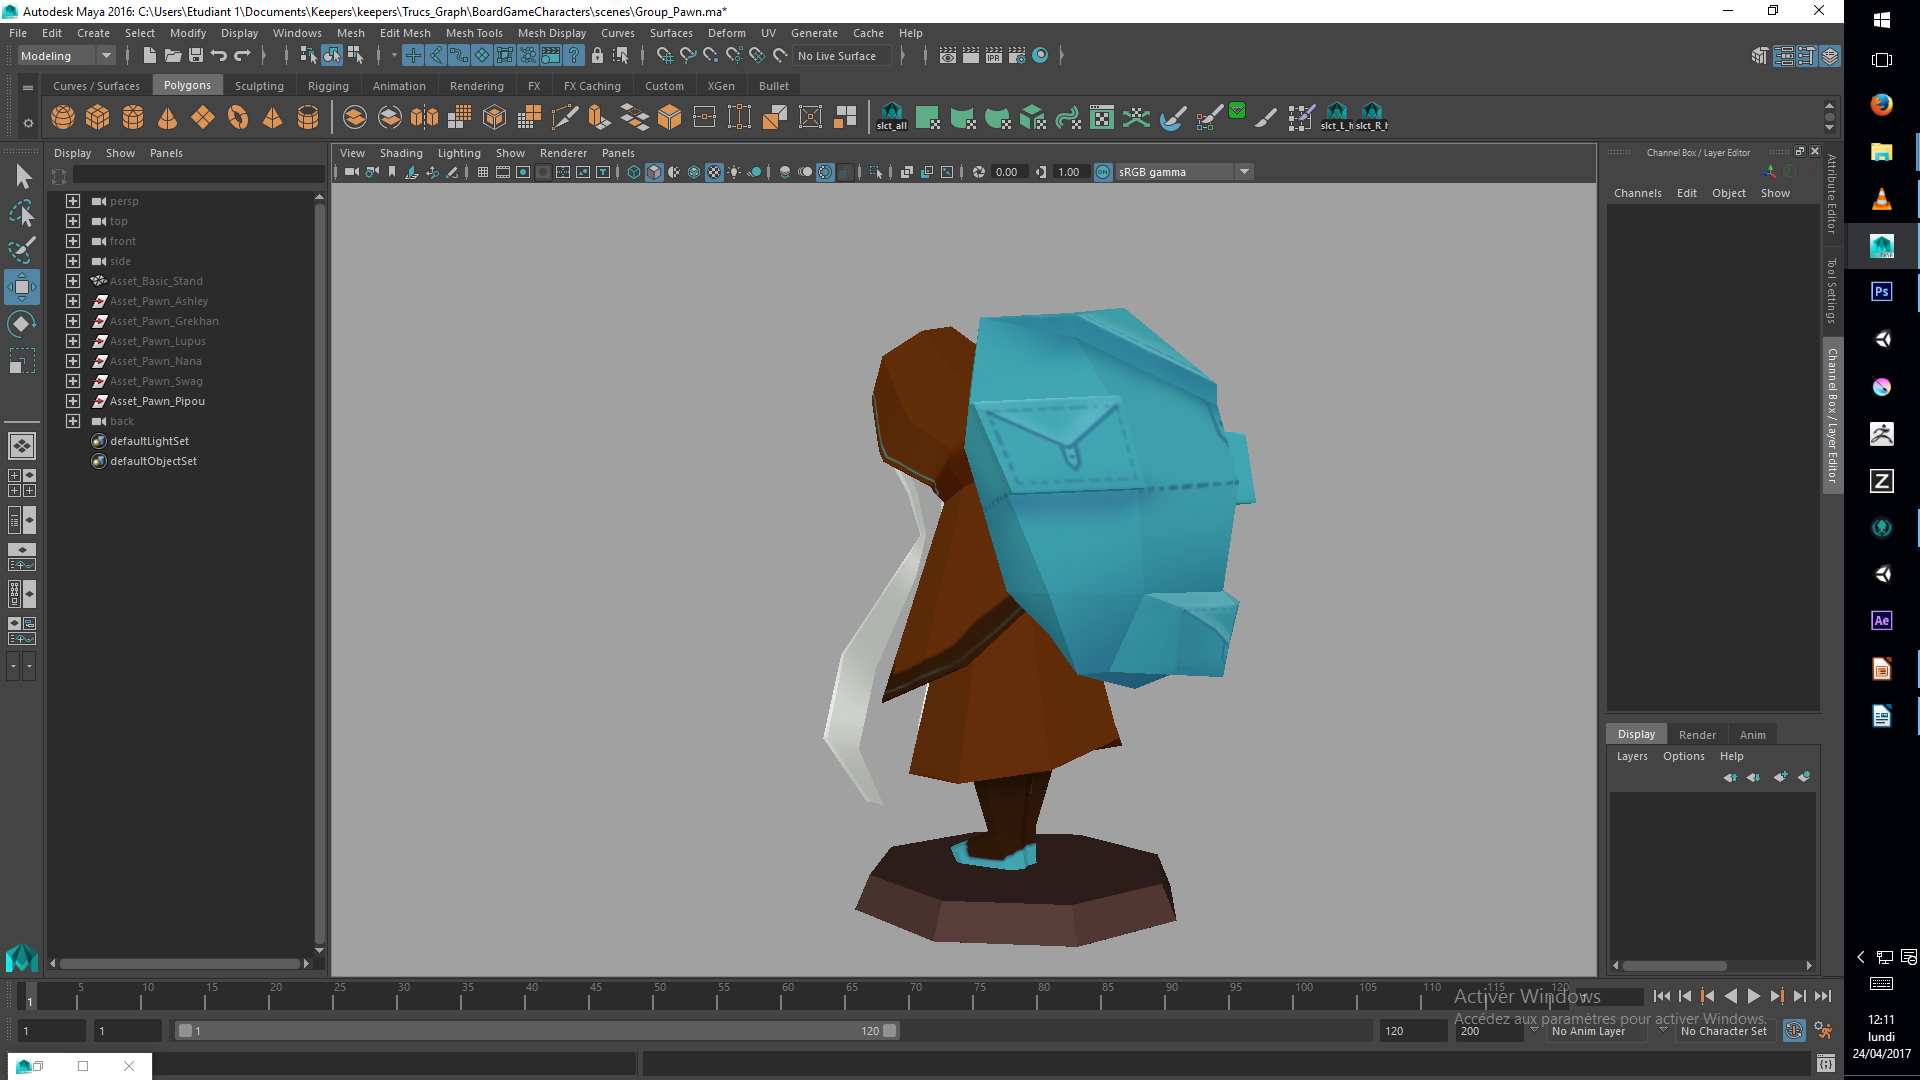 Autodesk Maya 2016: C:\Users\Etudiant 1\Documents\Keepers\keepers\Trucs_Graph\BoardGameCharacters\scenes\Group_Pawn.ma*
File Edit Create Select Modify Display Windows Mesh Edit Mesh Mesh Tools Mesh Display Curves Surfaces Deform UV Generate Cache Help
Modeling IPR No Live Surface
Curves / Surfaces Polygons Sculpting Rigging Animation Rendering FX FX Caching Custom XGen Bullet
slct_all slct_L_h slct_R_h
Display Show Panels
View Shading Lighting Show Renderer Panels
0.00 1.00 ON sRGB gamma
persp
top
front
side
Asset_Basic_Stand
Asset_Pawn_Ashley
Asset_Pawn_Grekhan
Asset_Pawn_Lupus
Asset_Pawn_Nana
Asset_Pawn_Swag
Asset_Pawn_Pipou
back
defaultLightSet
defaultObjectSet
Channel Box / Layer Editor
Channels Edit Object Show
Attribute Editor
Tool Settings
Channel Box / Layer Editor
Display Render Anim
Layers Options Help
Ps
Z
Ae
1 5 10 15 20 25 30 35 40 45 50 55 60 65 70 75 80 85 90 95 100 105 110 115 120
Activer Windows
Accédez aux paramètres pour activer Windows.
1 1 1 120 120 200 No Anim Layer No Character Set
12:11
lundi
24/04/2017